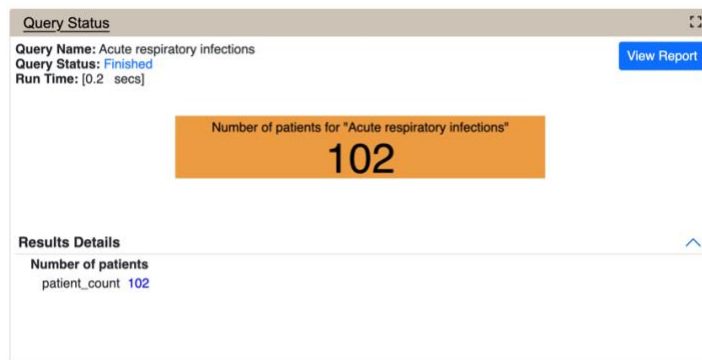 Query Status
Query Name: Acute respiratory infections
Query Status: Finished
Run Time: [0.2 secs]
View Report
Number of patients for "Acute respiratory infections"
102
Results Details
Number of patients
patient_count 102